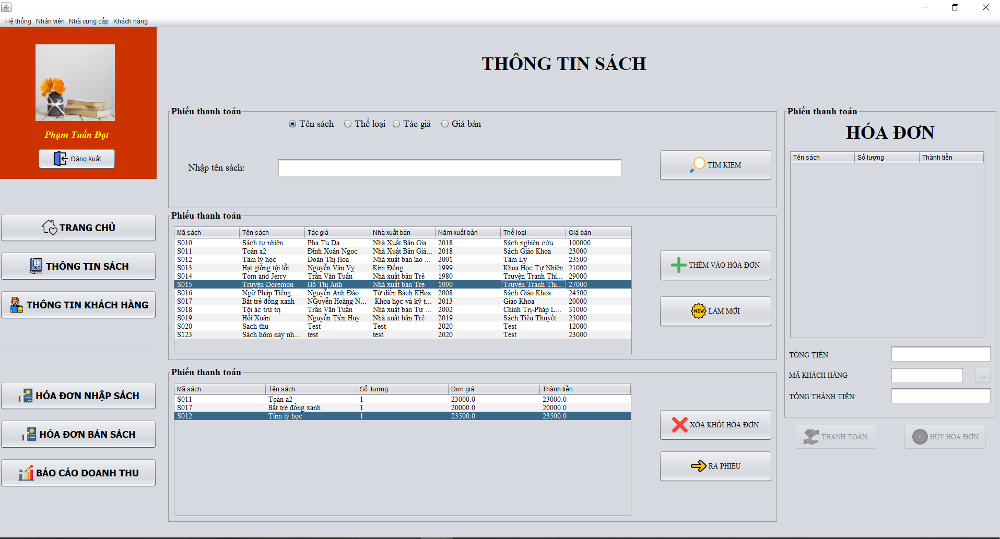 Hệ thống Nhân viên Nhà cung cấp Khách hàng
Phạm Tuấn Đạt
Đăng Xuất
TRANG CHỦ
THÔNG TIN SÁCH
THÔNG TIN KHÁCH HÀNG
HÓA ĐƠN NHẬP SÁCH
HÓA ĐƠN BÁN SÁCH
BÁO CÁO DOANH THU
THÔNG TIN SÁCH
Phiếu thanh toán
Tên sách Thể loại Tác giả Giá bán
Nhập tên sách:
TÌM KIẾM
Phiếu thanh toán
Mã sách Tên sách Tác giả Nhà xuất bản Năm xuất bản Thể loại Giá bán
S010 Sách tự nhiên Pha Tu Da Nhà Xuất Bản Gia... 2018 Sách nghiên cứu 100000
S011 Toán a2 Đinh Xuân Ngọc Nhà Xuất Bản Giá... 2018 Sách Giáo Khoa 23000
S012 Tâm lý học Đoàn Thị Hoa Nhà xuất bản lao ... 2001 Tâm Lý 23500
S013 Hạt giống tội lỗi Nguyễn Văn Vỵ Kim Đồng 1999 Khoa Học Tự Nhiên 21000
S014 Tom and Jerry Trần Văn Tuấn Nhà xuất bản Trẻ 1980 Truyện Tranh Thi... 29000
S015 Truyện Doremon Hồ Thị Anh Nhà xuất bản Trẻ 1990 Truyện Tranh Thi... 27000
S016 Ngữ Pháp Tiếng ... Nguyễn Anh Đào Từ điển Bách KHoa 2008 Sách Giáo Khoa 24500
S017 Bắt trẻ đồng xanh NGuyễn Hoàng N... Khoa học và kỹ t... 2013 Giáo Khoa 20000
S018 Tội ác trừ trị Trần Văn Tuấn Nhà xuất bản Tư ... 2002 Chính Trị-Pháp L... 31000
S019 Hồi Xuân Nguyễn Tiến Huy Nhà xuất bản Trẻ 2019 Sách Tiểu Thuyết 25000
S020 Sach thu Test Test 2020 Test 12000
S123 Sách hôm nay nh... test test 2020 Test 23000
THÊM VÀO HÓA ĐƠN
NEW LÀM MỚI
Phiếu thanh toán
Mã sách Tên sách Số lượng Đơn giá Thành tiền
S011 Toán a2 1 23000.0 23000.0
S017 Bắt trẻ đồng xanh 1 20000.0 20000.0
S012 Tâm lý học 1 23500.0 23500.0
XÓA KHỎI HÓA ĐƠN
RA PHIẾU
Phiếu thanh toán
HÓA ĐƠN
Tên sách Số lượng Thành tiền
TỔNG TIỀN:
MÃ KHÁCH HÀNG ...
TỔNG THÀNH TIỀN:
THANH TOÁN HỦY HÓA ĐƠN